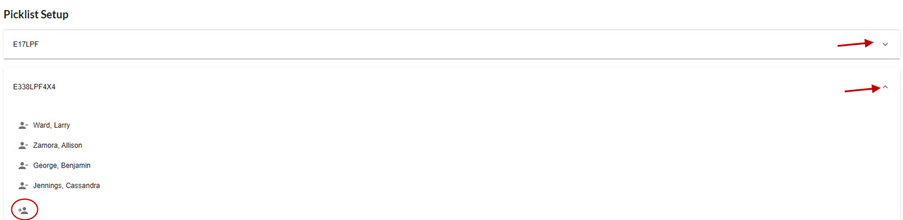 Picklist Setup
E17LPF
E338LPF4X4
Ward, Larry
Zamora, Allison
George, Benjamin
Jennings, Cassandra